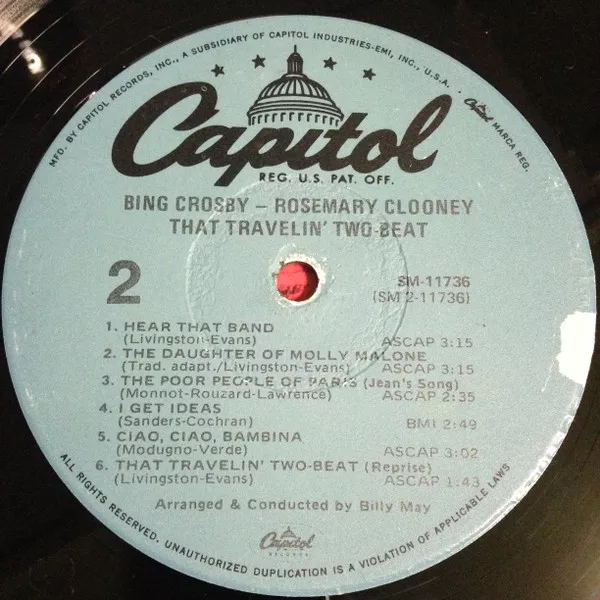 MFD. BY CAPITOL RECORDS, INC., A SUBSIDIARY OF CAPITOL INDUSTRIES-EMI, INC., U.S.A. Capitol MARCA REG.
Capitol
REG. U.S. PAT. OFF.
BING CROSBY – ROSEMARY CLOONEY
THAT TRAVELIN' TWO-BEAT
2
SM-11736
(SM 2-11736)
1. HEAR THAT BAND
(Livingston-Evans) ASCAP 3:15
2. THE DAUGHTER OF MOLLY MALONE
(Trad. adapt./Livingston-Evans) ASCAP 3:15
3. THE POOR PEOPLE OF PARIS (Jean's Song)
(Monnot-Rouzard-Lawrence) ASCAP 2:35
4. I GET IDEAS
(Sanders-Cochran) BMI 2:49
5. CIAO, CIAO, BAMBINA
(Modugno-Verde) ASCAP 3:02
6. THAT TRAVELIN' TWO-BEAT (Reprise)
(Livingston-Evans) ASCAP 1:43
Arranged & Conducted by Billy May
Capitol
RECORDS
ALL RIGHTS RESERVED. UNAUTHORIZED DUPLICATION IS A VIOLATION OF APPLICABLE LAWS